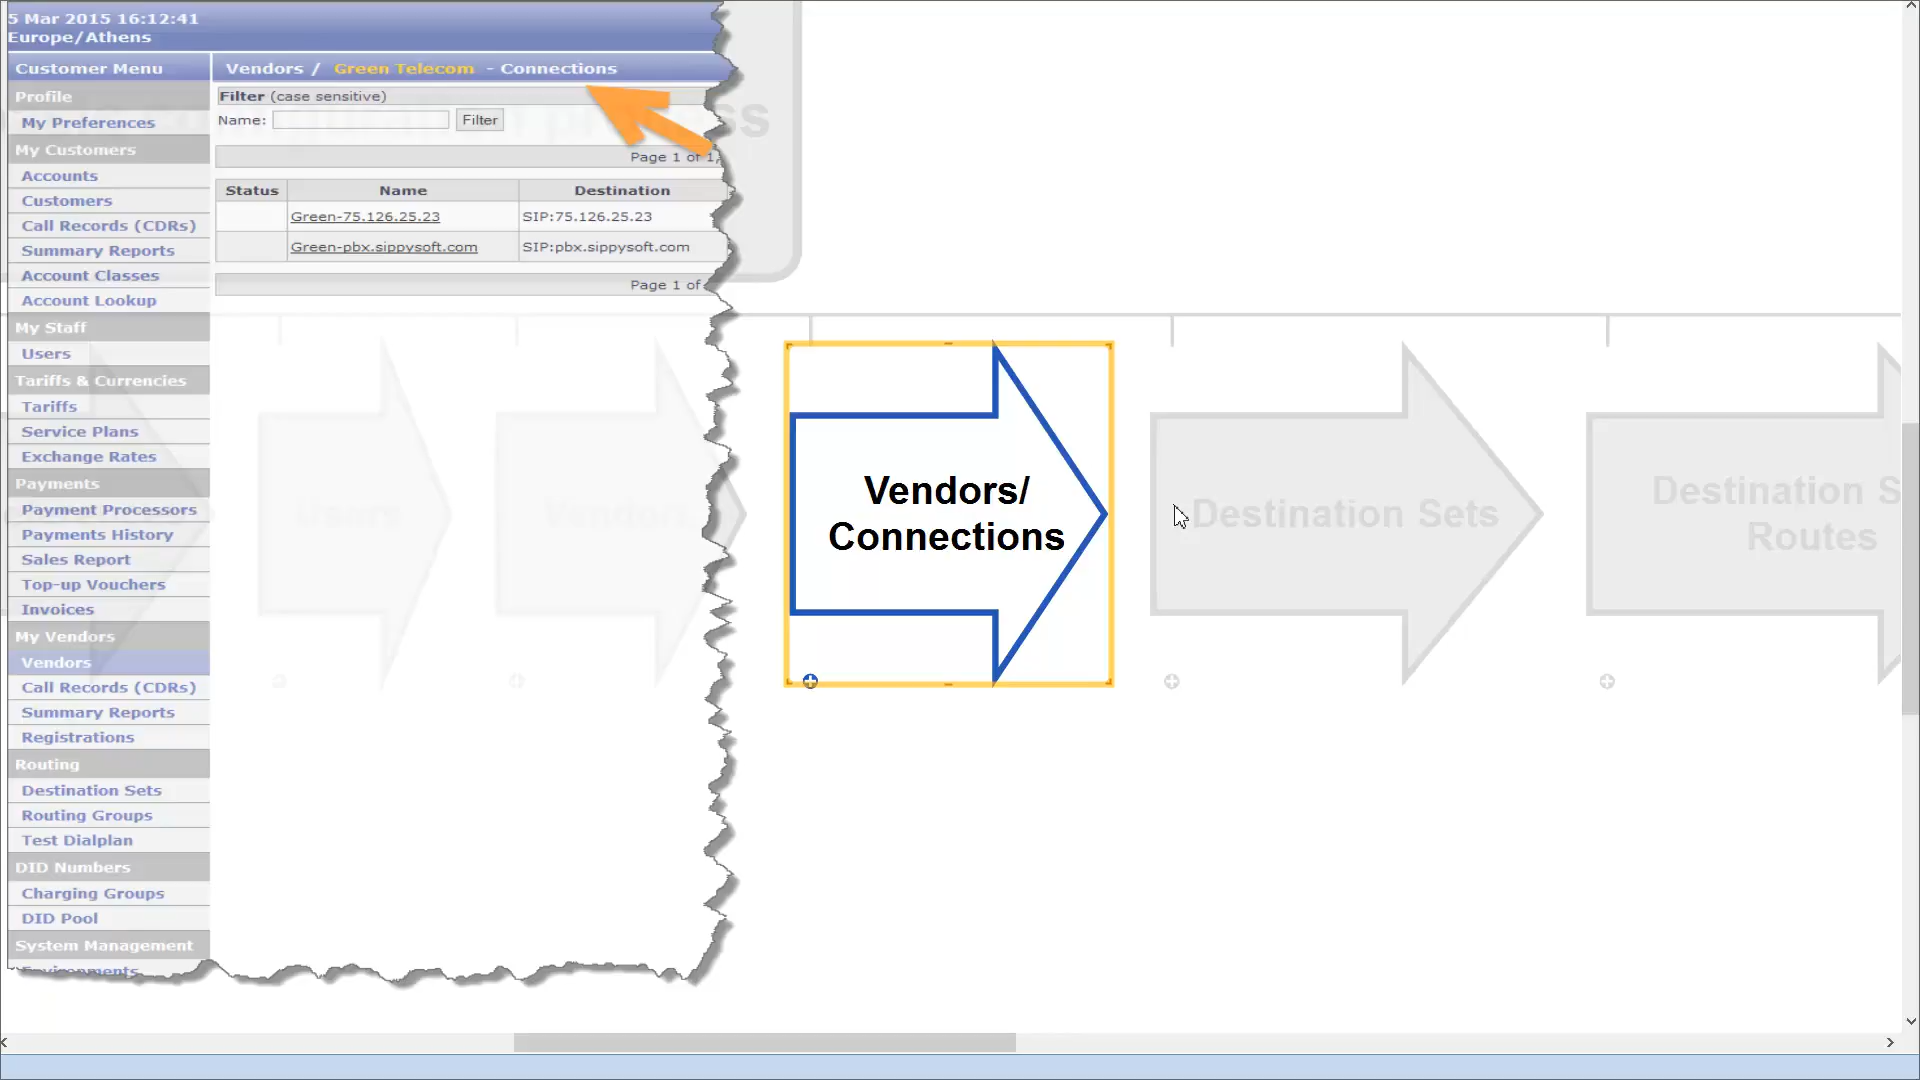 5 Mar 2015 16:12:41
Europe/Athens
Customer Menu
Vendors / Green Telecom - Connections
Profile
My Preferences
My Customers
Accounts
Customers
Call Records (CDRs)
Summary Reports
Account Classes
Account Lookup
My Staff
Users
Tariffs & Currencies
Tariffs
Service Plans
Exchange Rates
Payments
Payment Processors
Payments History
Sales Report
Top-up Vouchers
Invoices
My Vendors
Vendors
Call Records (CDRs)
Summary Reports
Registrations
Routing
Destination Sets
Routing Groups
Test Dialplan
DID Numbers
Charging Groups
DID Pool
System Management
Environments
Filter (case sensitive)
Name: Filter
Page 1 of 1,
Status Name Destination
Green-75.126.25.23 SIP:75.126.25.23
Green-pbx.sippysoft.com SIP:pbx.sippysoft.com
Page 1 of
Users
Vendors
Vendors/
Connections
Destination Sets
Destination S
Routes